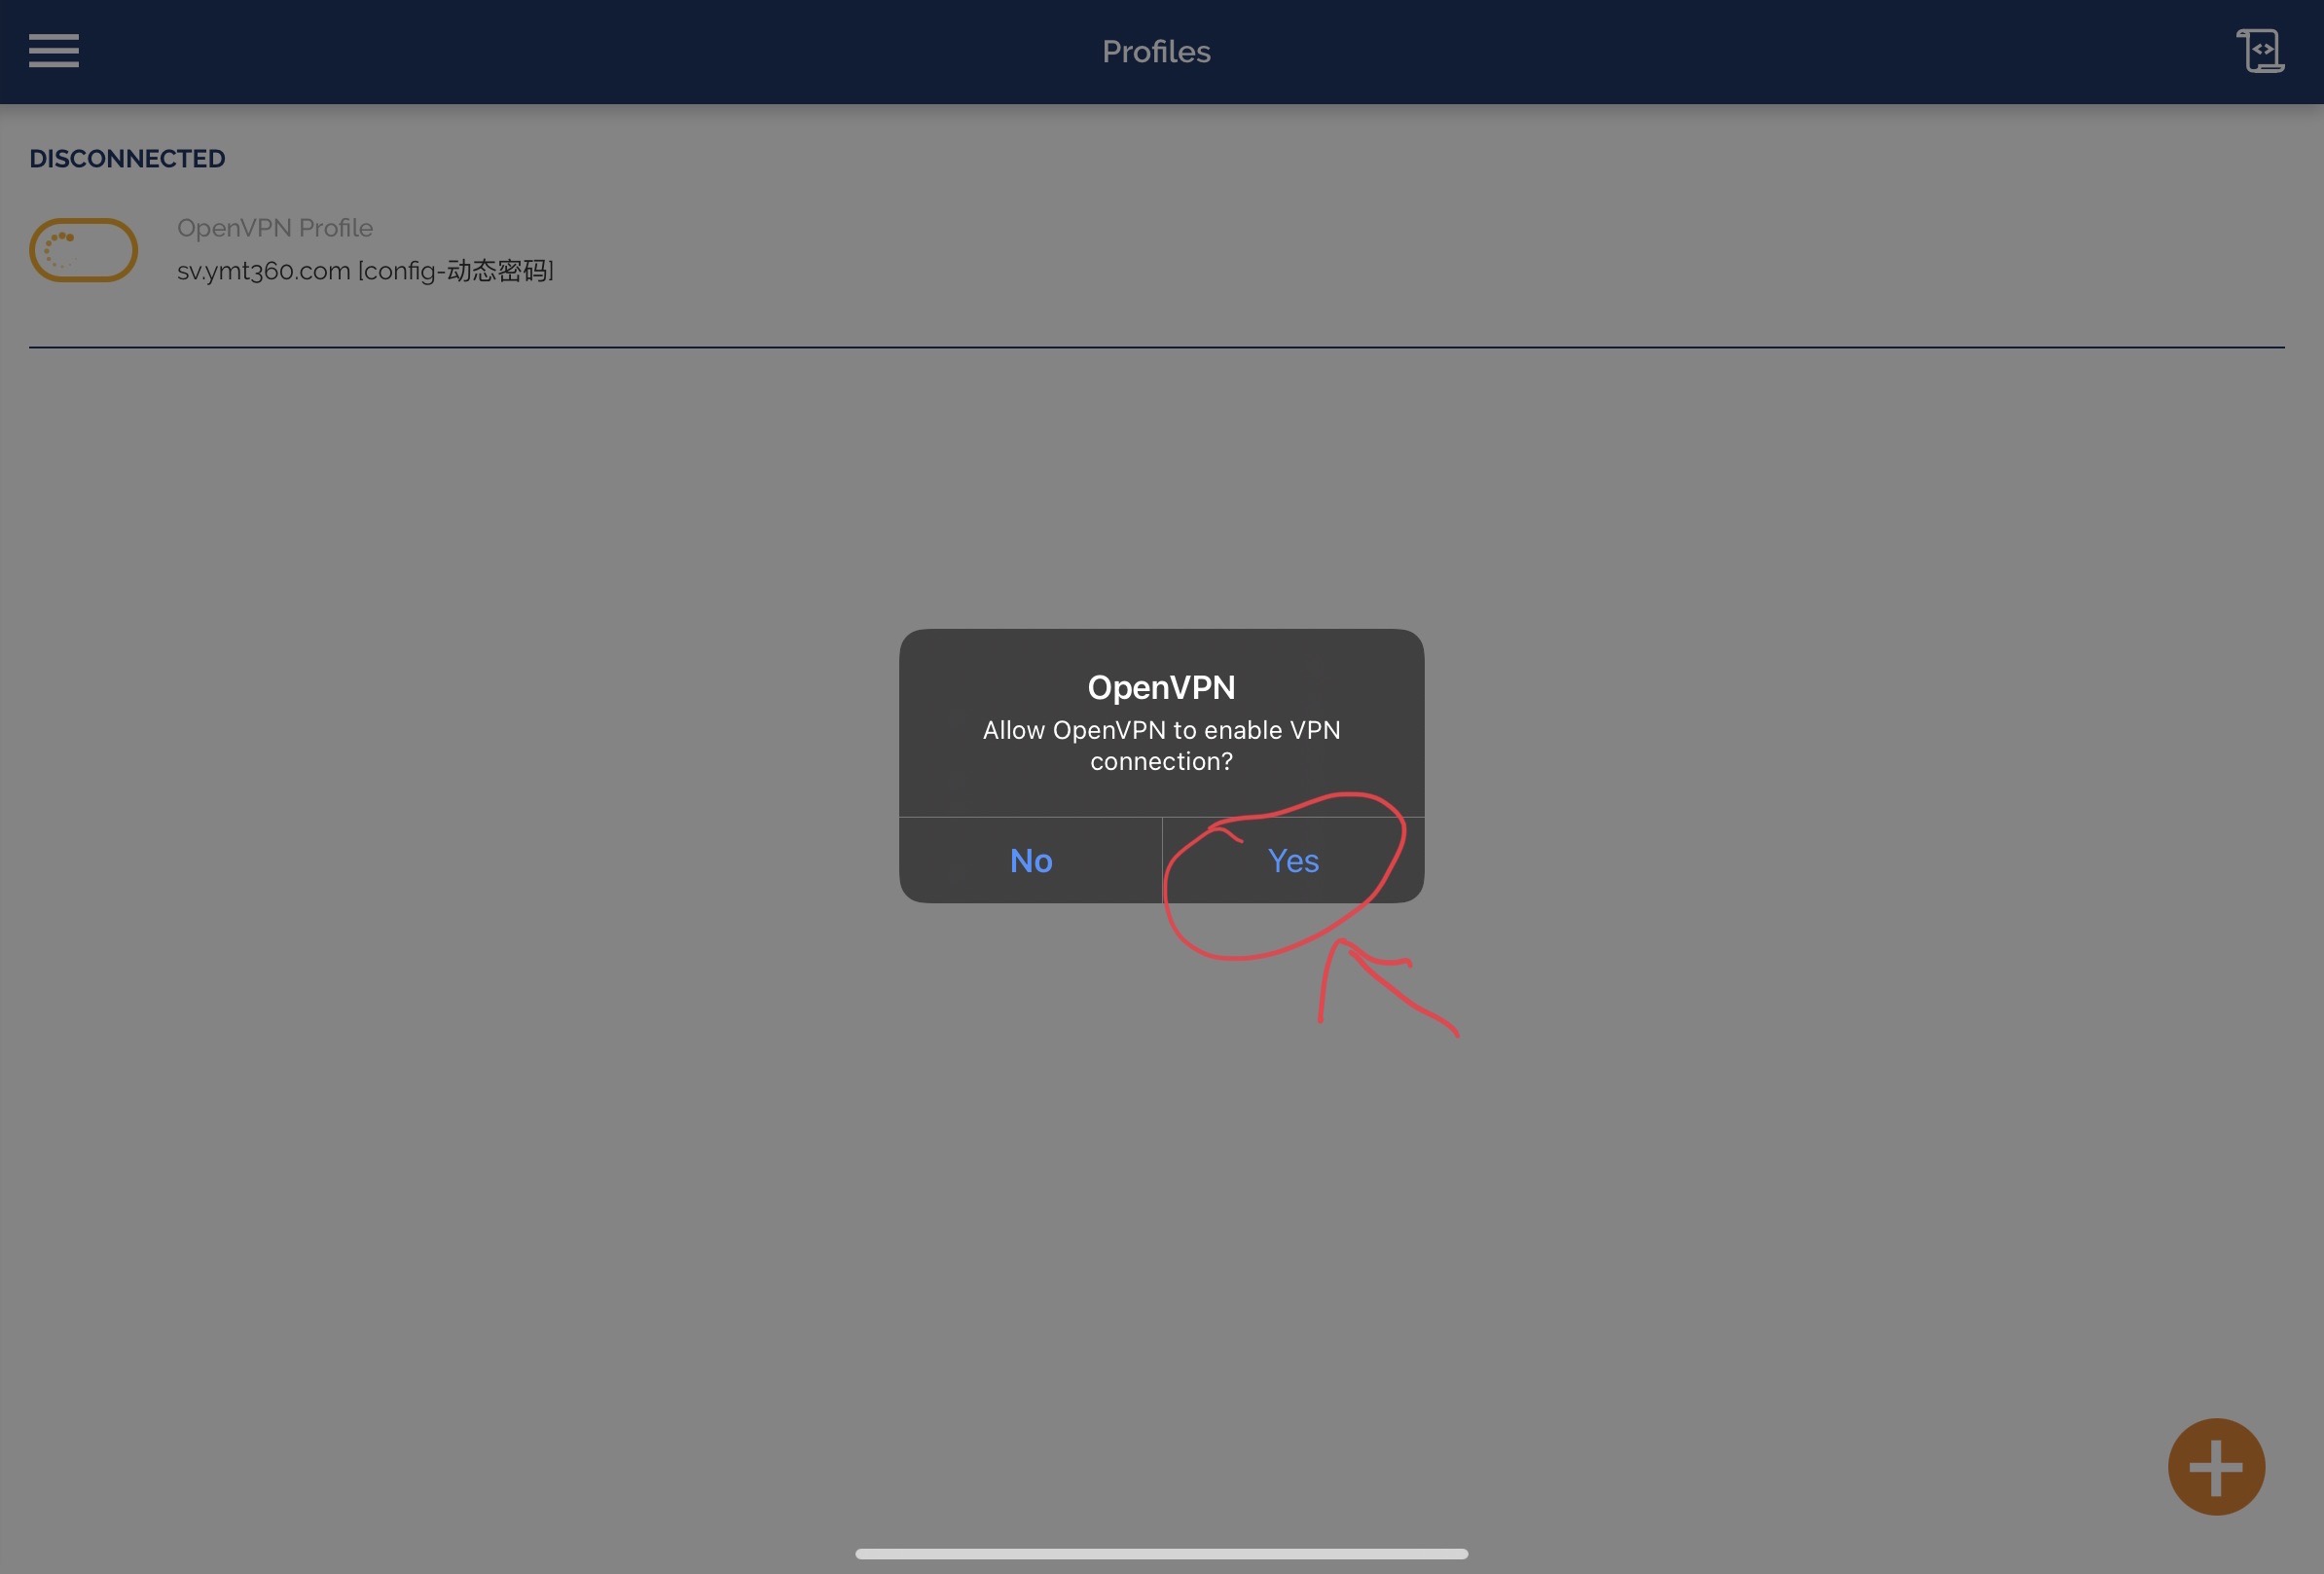 Profiles
DISCONNECTED
OpenVPN Profile
sv.ymt360.com [config-动态密码]
OpenVPN
Allow OpenVPN to enable VPN
connection?
No
Yes